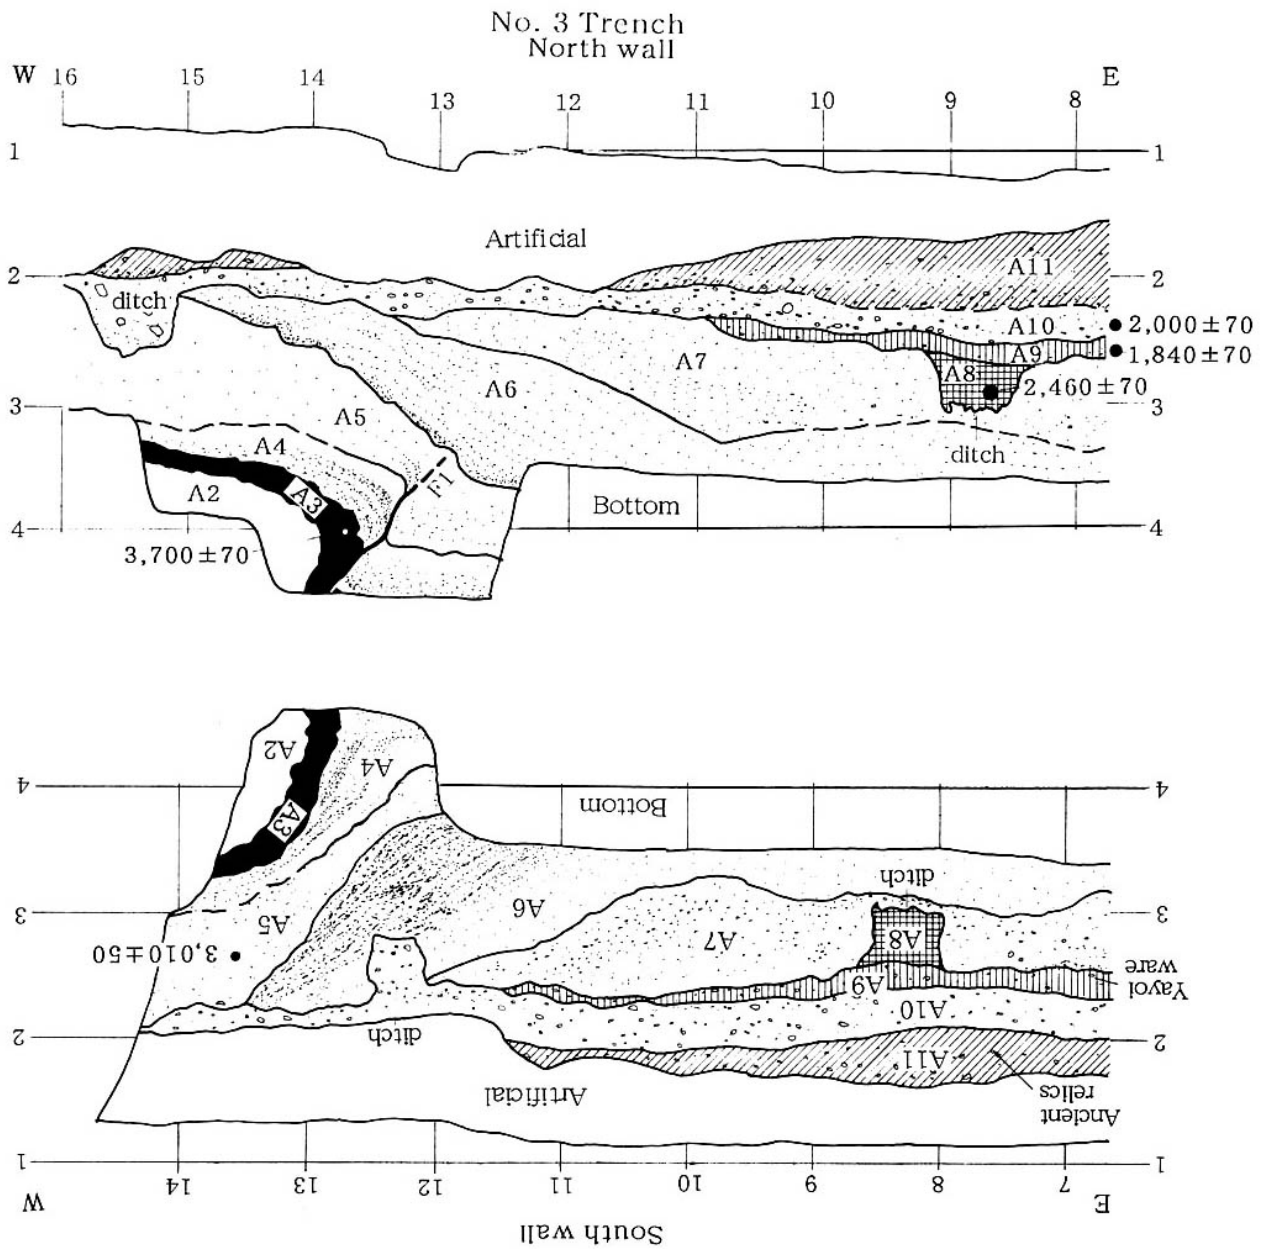 No. 3 Trench
North wall
W 16 15 14 13 12 11 10 9 8 E
1 1
Artificial
2 A11 2
ditch
A10 2,000±70
A9 1,840±70
A7
A8 2,460±70
A6
3 A5 3
A4 ditch
F1
A2 A3 Bottom
4 4
3,700±70
A2
A4
4 4
Bottom
A3
ditch
A6
3 3
A5 A7 A8
3,010±50
Yayoi
ware
A9
A10
2 ditch 2
A11
Artificial
Ancient
relics
1 1
W 14 13 12 11 10 9 8 7 E
South wall